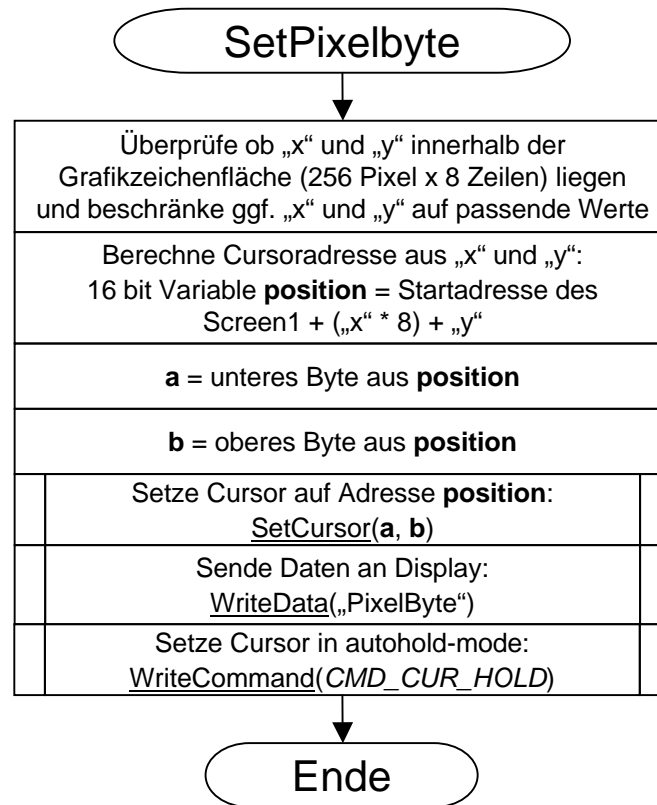 SetPixelbyte
Überprüfe ob „x“ und „y“ innerhalb der
Grafikzeichenfläche (256 Pixel x 8 Zeilen) liegen
und beschränke ggf. „x“ und „y“ auf passende Werte
Berechne Cursoradresse aus „x“ und „y“:
16 bit Variable position = Startadresse des
Screen1 + („x“ * 8) + „y“
a = unteres Byte aus position
b = oberes Byte aus position
Setze Cursor auf Adresse position:
SetCursor(a, b)
Sende Daten an Display:
WriteData(„PixelByte“)
Setze Cursor in autohold-mode:
WriteCommand(CMD_CUR_HOLD)
Ende